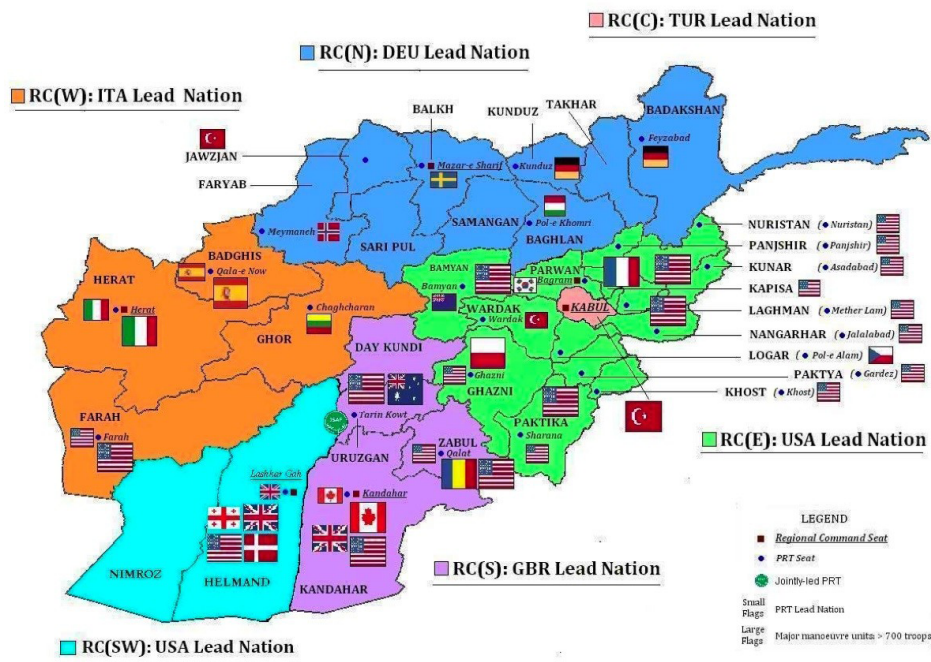 RC(C): TUR Lead Nation
RC(N): DEU Lead Nation
RC(W): ITA Lead Nation
BALKH
KUNDUZ
TAKHAR
BADAKSHAN
JAWZJAN
FARYAB
Mazar-e Sharif
Kunduz
Feyzabad
Meymaneh
SARI PUL
SAMANGAN
Pol-e Khomri
BAGHLAN
NURISTAN (Nuristan)
PANJSHIR (Panjshir)
KUNAR (Asadabad)
KAPISA
LAGHMAN (Mether Lam)
NANGARHAR (Jalalabad)
LOGAR (Pol-e Alam)
PAKTYA (Gardez)
KHOST (Khost)
BADGHIS
Qala-e Now
HERAT
Herat
Chaghcharan
GHOR
BAMYAN
Bamyan
PARWAN
Bagram
WARDAK
Wardak
KABUL
DAY KUNDI
Ghazni
GHAZNI
FARAH
Farah
Tarin Kowt
URUZGAN
ZABUL
Qalat
PAKTIKA
Sharana
RC(E): USA Lead Nation
Lashkar Gah
Kandahar
NIMROZ
HELMAND
KANDAHAR
RC(S): GBR Lead Nation
RC(SW): USA Lead Nation
LEGEND
Regional Command Seat
PRT Seat
Jointly-led PRT
Small
Flags
PRT Lead Nation
Large
Flags
Major manoeuvre units: > 700 troops